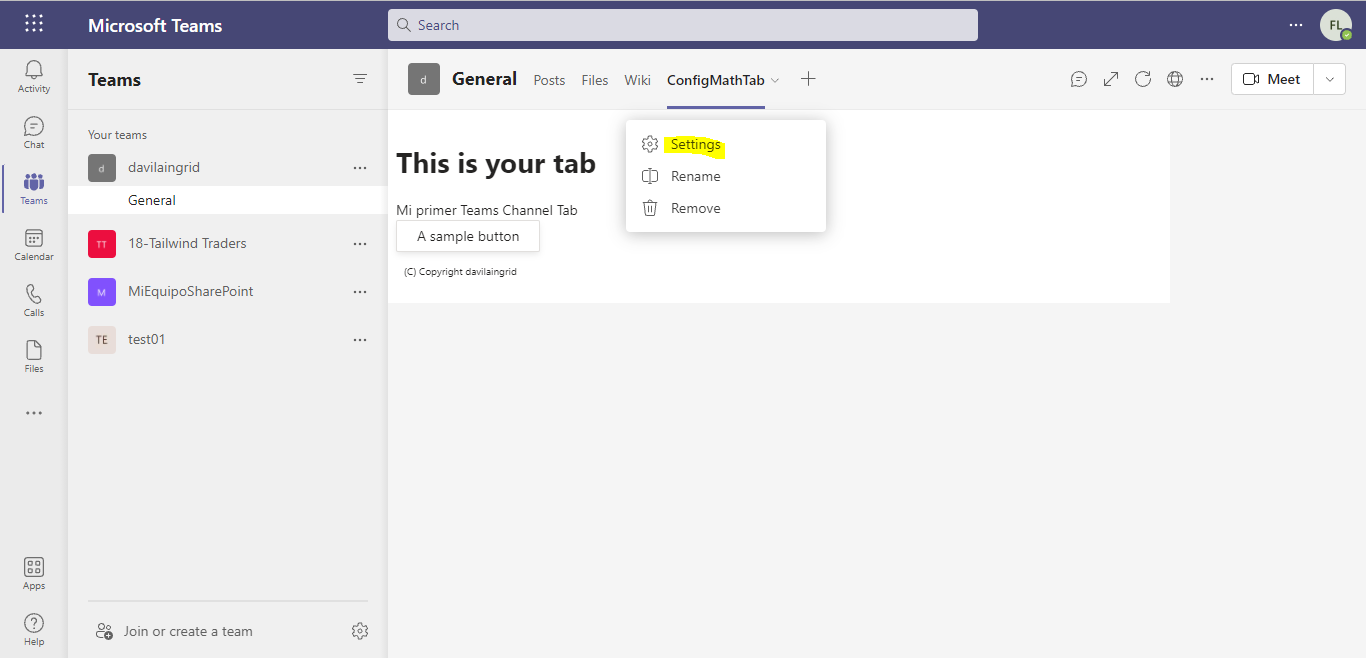 Microsoft Teams
Search
FL
Activity
Chat
Teams
Calendar
Calls
Files
Apps
Help
Teams
Your teams
d davilaingrid
General
TT 18-Tailwind Traders
M MiEquipoSharePoint
TE test01
Join or create a team
d General Posts Files Wiki ConfigMathTab
Meet
Settings
Rename
Remove
This is your tab
Mi primer Teams Channel Tab
A sample button
(C) Copyright davilaingrid